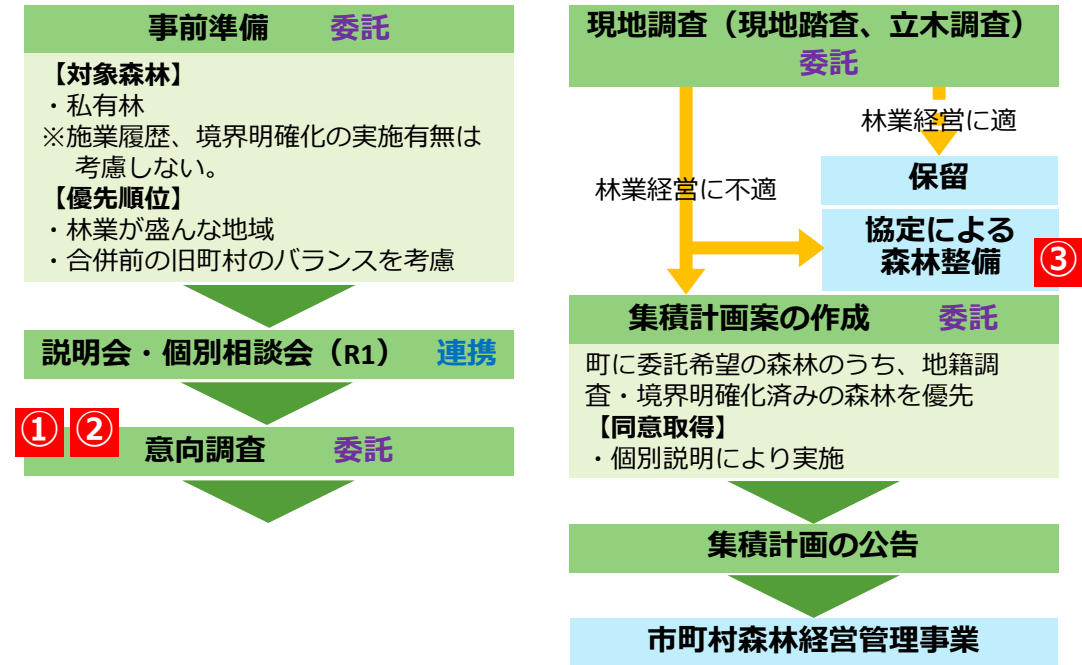 事前準備 委託
【対象森林】
・私有林
※施業履歴、境界明確化の実施有無は
考慮しない。
【優先順位】
・林業が盛んな地域
・合併前の旧町村のバランスを考慮
説明会・個別相談会（R1） 連携
① ②
意向調査 委託
現地調査（現地踏査、立木調査）
委託
林業経営に適
林業経営に不適
保留
協定による
森林整備
③
集積計画案の作成 委託
町に委託希望の森林のうち、地籍調
査・境界明確化済みの森林を優先
【同意取得】
・個別説明により実施
集積計画の公告
市町村森林経営管理事業